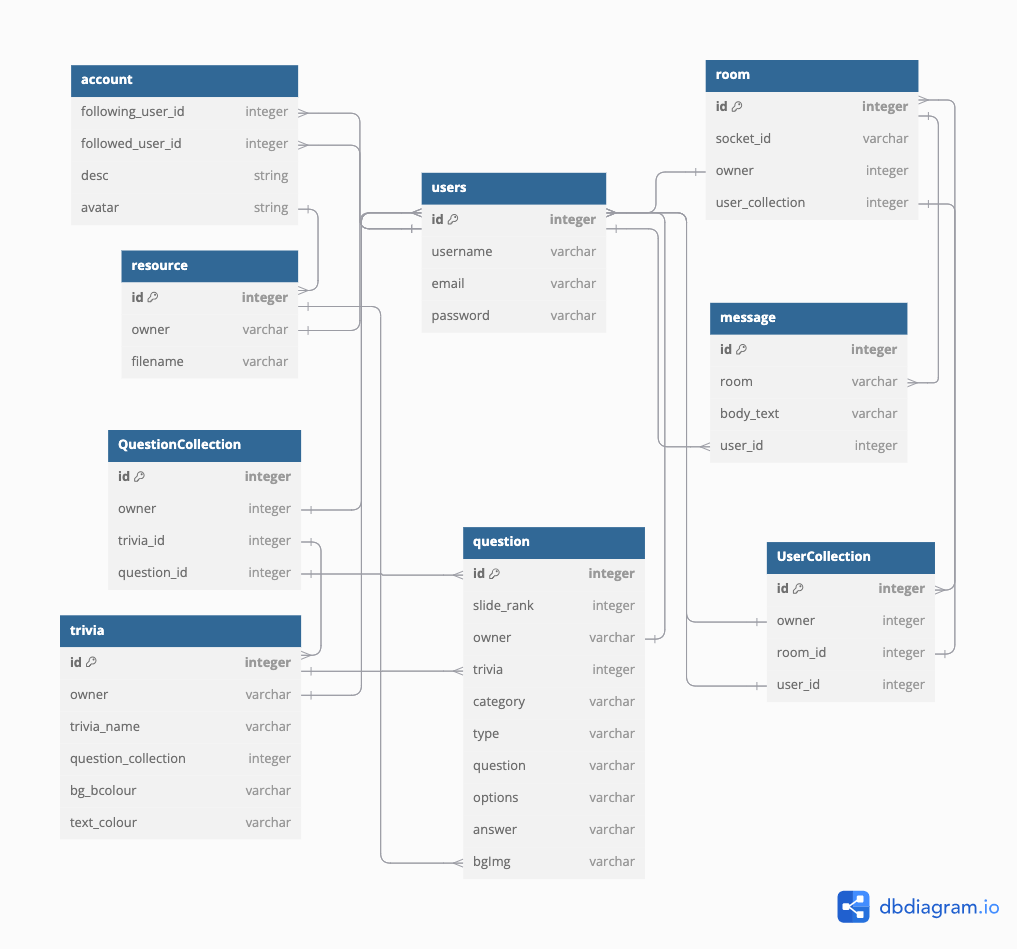 account
following_user_id integer
followed_user_id integer
desc string
avatar string
resource
id integer
owner varchar
filename varchar
QuestionCollection
id integer
owner integer
trivia_id integer
question_id integer
trivia
id integer
owner varchar
trivia_name varchar
question_collection integer
bg_bcolour varchar
text_colour varchar
users
id integer
username varchar
email varchar
password varchar
question
id integer
slide_rank integer
owner varchar
trivia integer
category varchar
type varchar
question varchar
options varchar
answer varchar
bgImg varchar
room
id integer
socket_id varchar
owner integer
user_collection integer
message
id integer
room varchar
body_text varchar
user_id integer
UserCollection
id integer
owner integer
room_id integer
user_id integer
dbdiagram.io